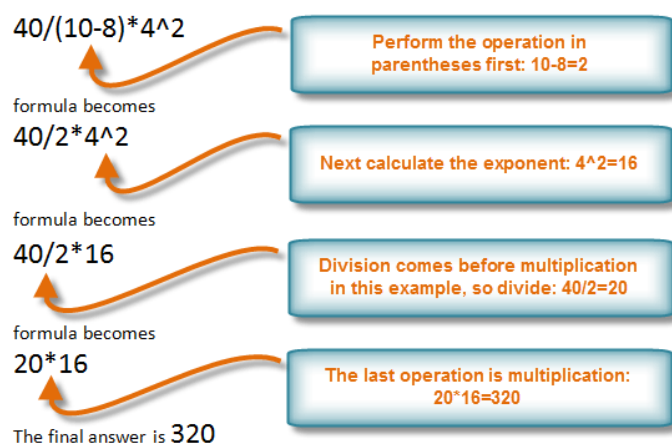 40/(10-8)*4^2
Perform the operation in
parentheses first: 10-8=2
formula becomes
40/2*4^2
Next calculate the exponent: 4^2=16
formula becomes
40/2*16
Division comes before multiplication
in this example, so divide: 40/2=20
formula becomes
20*16
The last operation is multiplication:
20*16=320
The final answer is 320